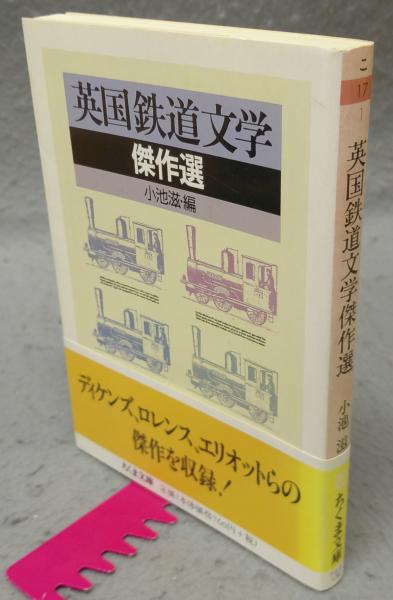 英国鉄道文学
傑作選
小池滋・編
ディケンズ、ロレンス、エリオットらの
傑作を収録!
ちくま文庫
こ
17
1
英国鉄道文学傑作選
小池 滋
ちくま文庫